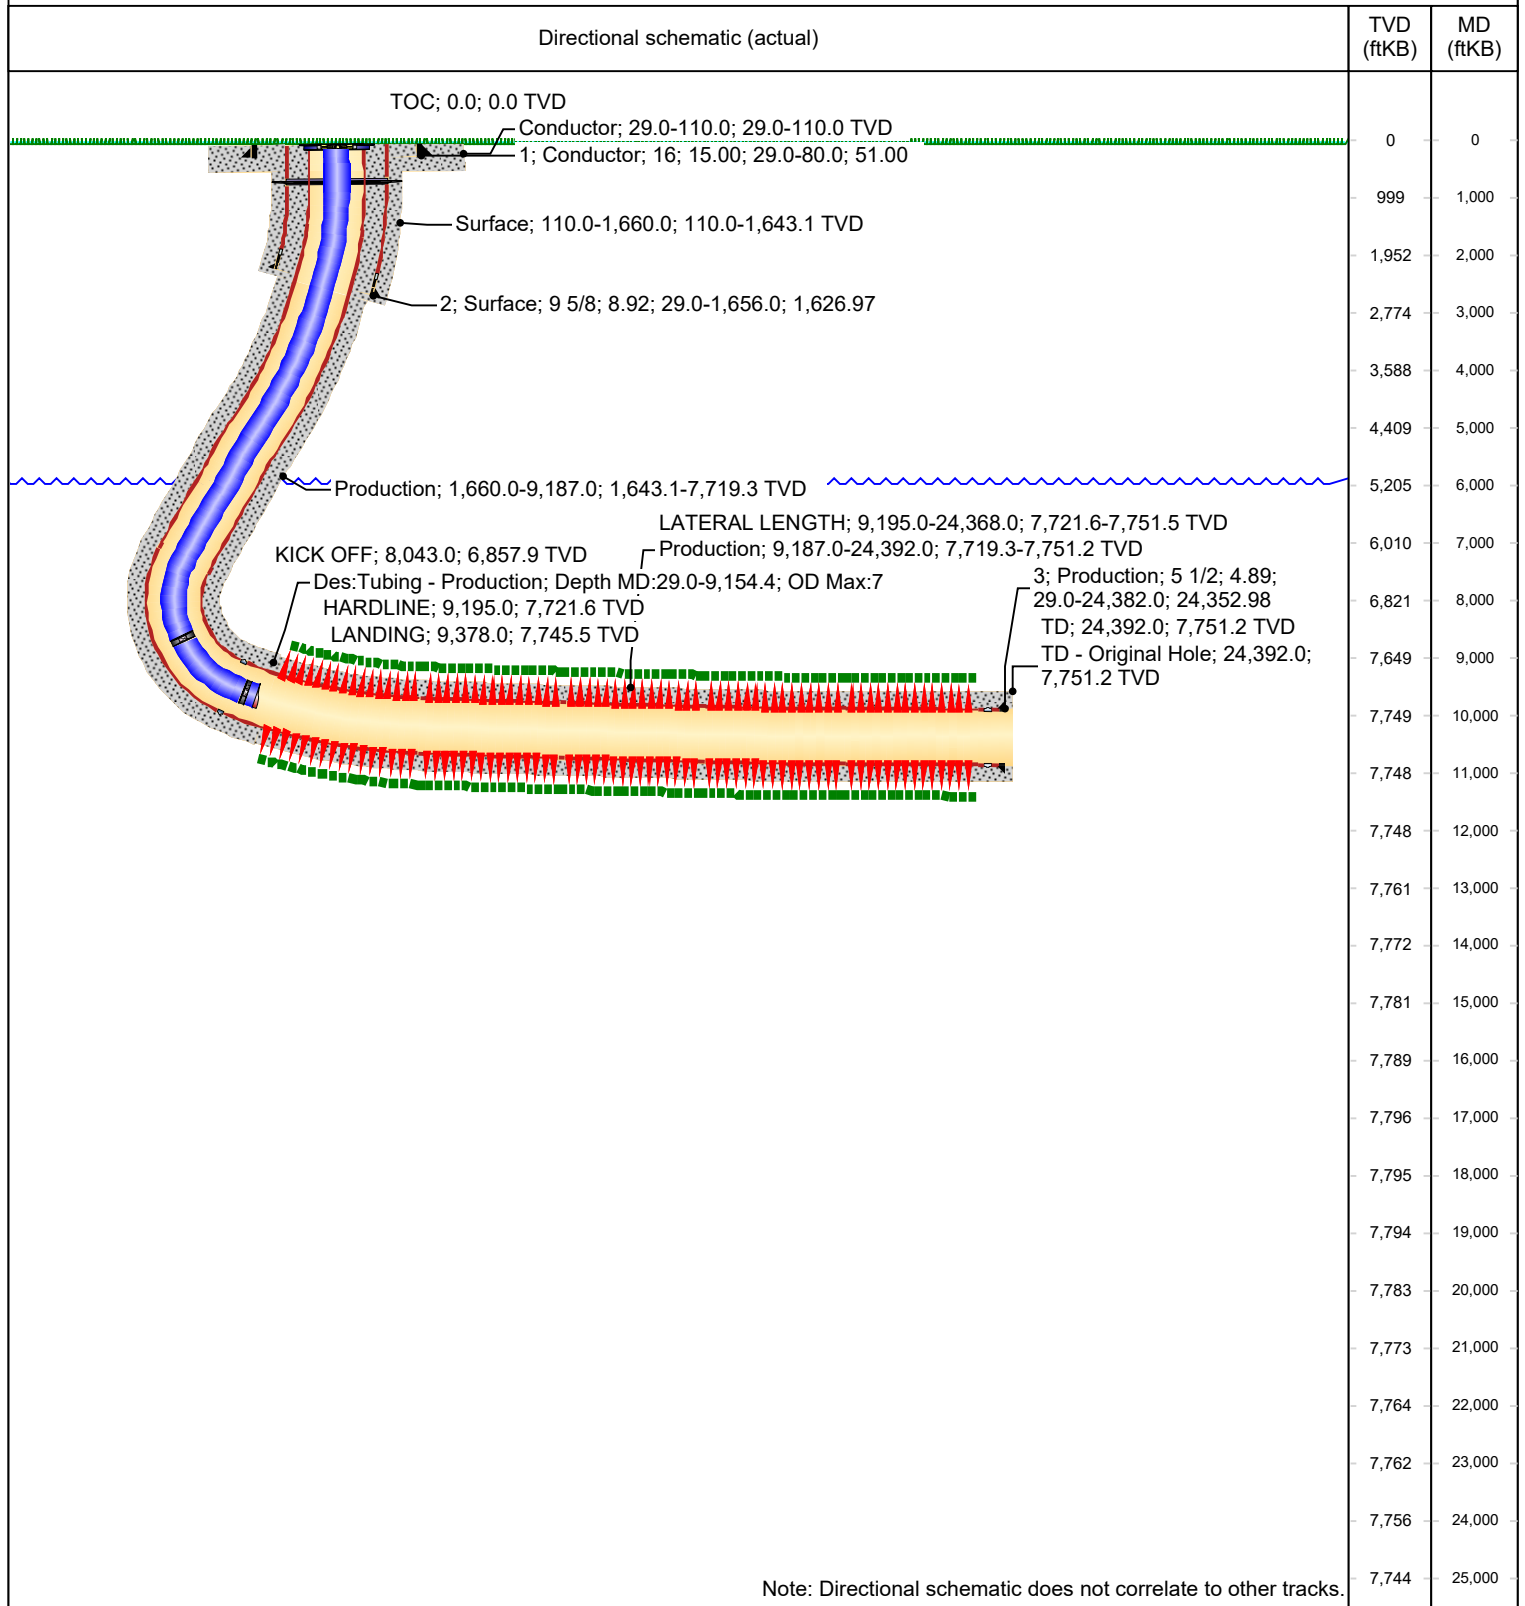 Directional schematic (actual)
TVD
(ftKB)
MD
(ftKB)
TOC; 0.0; 0.0 TVD
Conductor; 29.0-110.0; 29.0-110.0 TVD
1; Conductor; 16; 15.00; 29.0-80.0; 51.00
Surface; 110.0-1,660.0; 110.0-1,643.1 TVD
2; Surface; 9 5/8; 8.92; 29.0-1,656.0; 1,626.97
Production; 1,660.0-9,187.0; 1,643.1-7,719.3 TVD
LATERAL LENGTH; 9,195.0-24,368.0; 7,721.6-7,751.5 TVD
Production; 9,187.0-24,392.0; 7,719.3-7,751.2 TVD
KICK OFF; 8,043.0; 6,857.9 TVD
Des:Tubing - Production; Depth MD:29.0-9,154.4; OD Max:7
HARDLINE; 9,195.0; 7,721.6 TVD
LANDING; 9,378.0; 7,745.5 TVD
3; Production; 5 1/2; 4.89;
29.0-24,382.0; 24,352.98
TD; 24,392.0; 7,751.2 TVD
TD - Original Hole; 24,392.0;
7,751.2 TVD
0 0
999 1,000
1,952 2,000
2,774 3,000
3,588 4,000
4,409 5,000
5,205 6,000
6,010 7,000
6,821 8,000
7,649 9,000
7,749 10,000
7,748 11,000
7,748 12,000
7,761 13,000
7,772 14,000
7,781 15,000
7,789 16,000
7,796 17,000
7,795 18,000
7,794 19,000
7,783 20,000
7,773 21,000
7,764 22,000
7,762 23,000
7,756 24,000
7,744 25,000
Note: Directional schematic does not correlate to other tracks.